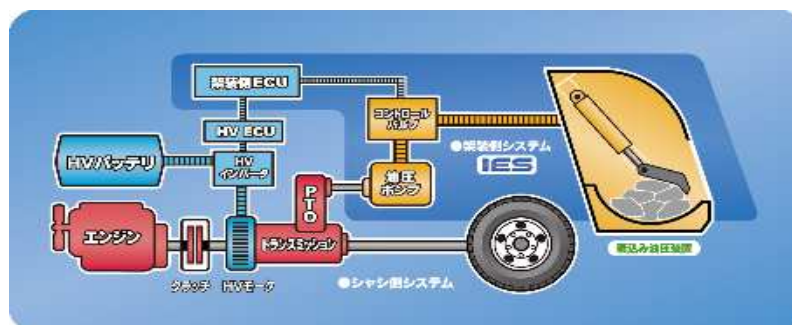 架装側ECU
HV ECU
コントロール
バルブ
HVバッテリ
HV
インバータ
●架装側システム
IES
油圧
ポンプ
PTO
エンジン
トランスミッション
クラッチ
HVモータ
●シャシ側システム
積込み油圧装置